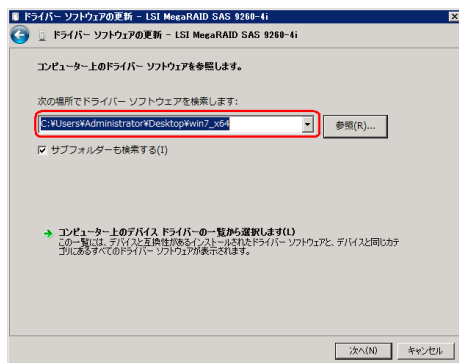 ドライバー ソフトウェアの更新 - LSI MegaRAID SAS 9260-4i
ドライバー ソフトウェアの更新 - LSI MegaRAID SAS 9260-4i
コンピューター上のドライバー ソフトウェアを参照します。
次の場所でドライバー ソフトウェアを検索します:
C:¥Users¥Administrator¥Desktop¥win7_x64
参照(R)...
サブフォルダーも検索する(I)
コンピューター上のデバイス ドライバーの一覧から選択します(L)
この一覧には、デバイスと互換性があるインストールされたドライバー ソフトウェアと、デバイスと同じカテ
ゴリにあるすべてのドライバー ソフトウェアが表示されます。
次へ(N) キャンセル